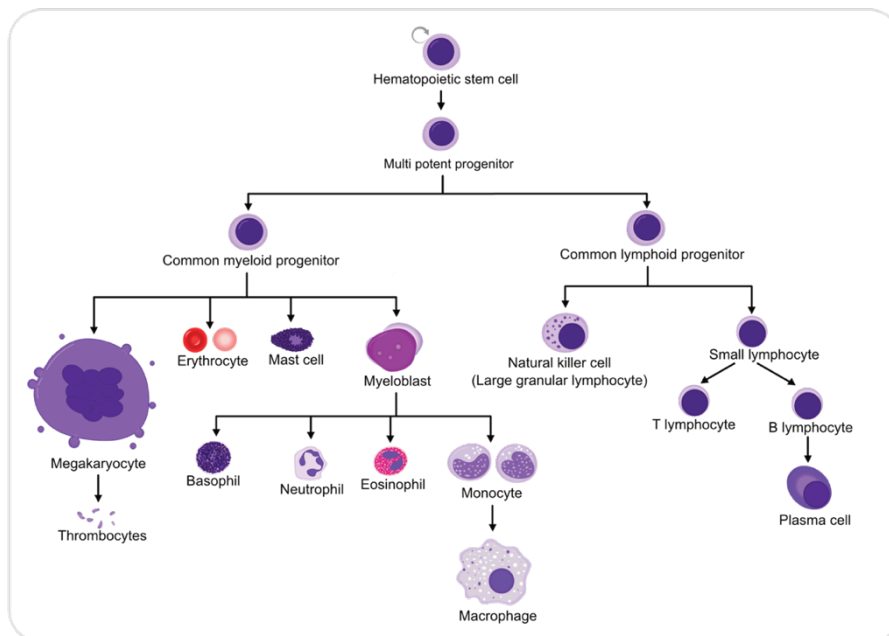 Hematopoietic stem cell
Multi potent progenitor
Common myeloid progenitor
Common lymphoid progenitor
Erythrocyte
Mast cell
Myeloblast
Natural killer cell
(Large granular lymphocyte)
Small lymphocyte
T lymphocyte
B lymphocyte
Megakaryocyte
Basophil
Neutrophil
Eosinophil
Monocyte
Plasma cell
Thrombocytes
Macrophage